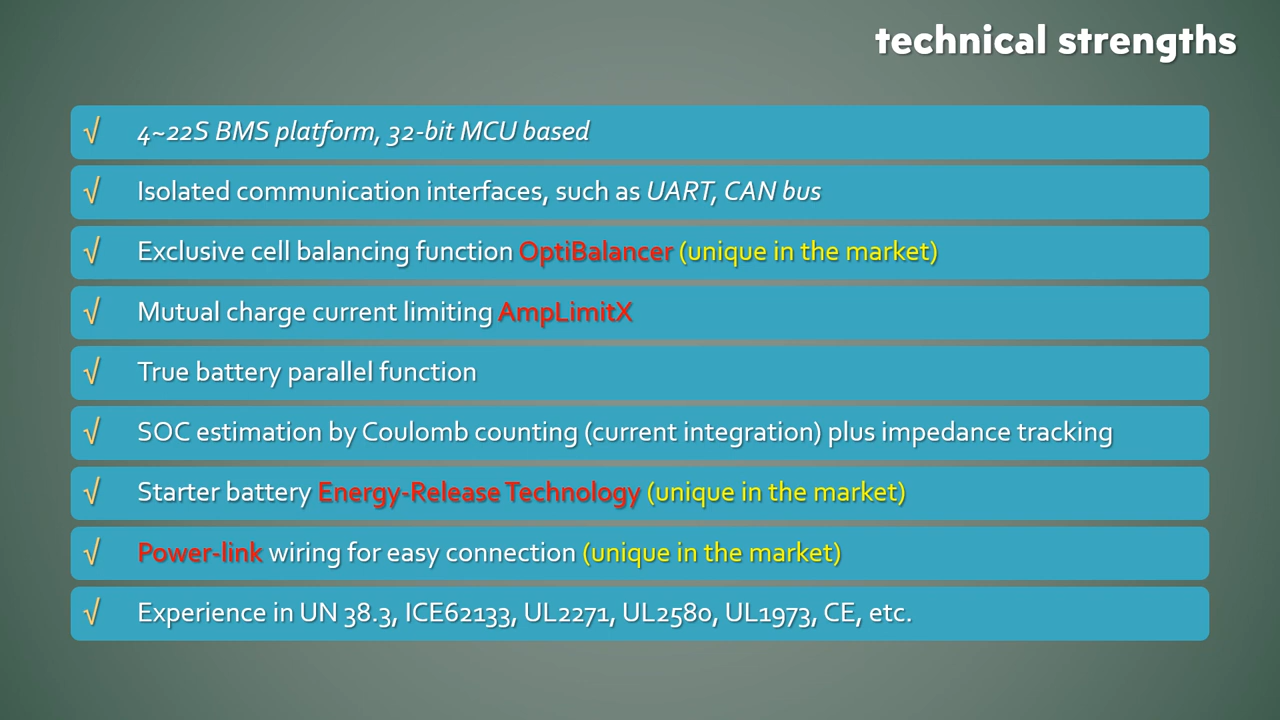 technical strengths
√ 4~22S BMS platform, 32-bit MCU based
√ Isolated communication interfaces, such as UART, CAN bus
√ Exclusive cell balancing function OptiBalancer (unique in the market)
√ Mutual charge current limiting AmpLimitX
√ True battery parallel function
√ SOC estimation by Coulomb counting (current integration) plus impedance tracking
√ Starter battery Energy-Release Technology (unique in the market)
√ Power-link wiring for easy connection (unique in the market)
√ Experience in UN 38.3, ICE62133, UL2271, UL2580, UL1973, CE, etc.